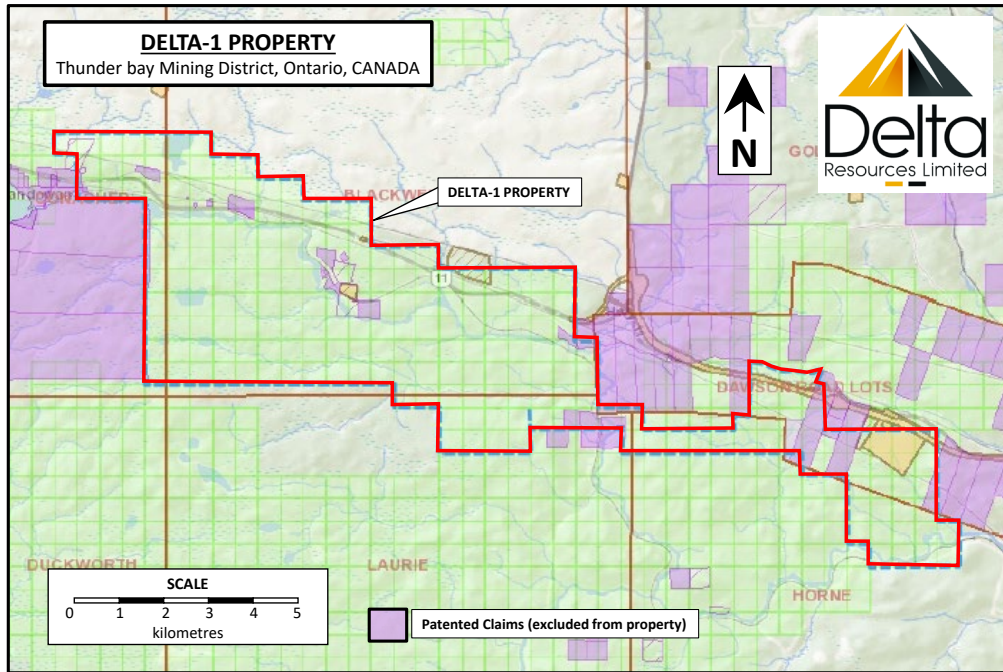 DELTA-1 PROPERTY
Thunder bay Mining District, Ontario, CANADA
Delta
Resources Limited
N
DELTA-1 PROPERTY
11
DAWSON ROAD LOTS
DUCKWORTH
LAURIE
HORNE
SCALE
0 1 2 3 4 5
kilometres
Patented Claims (excluded from property)